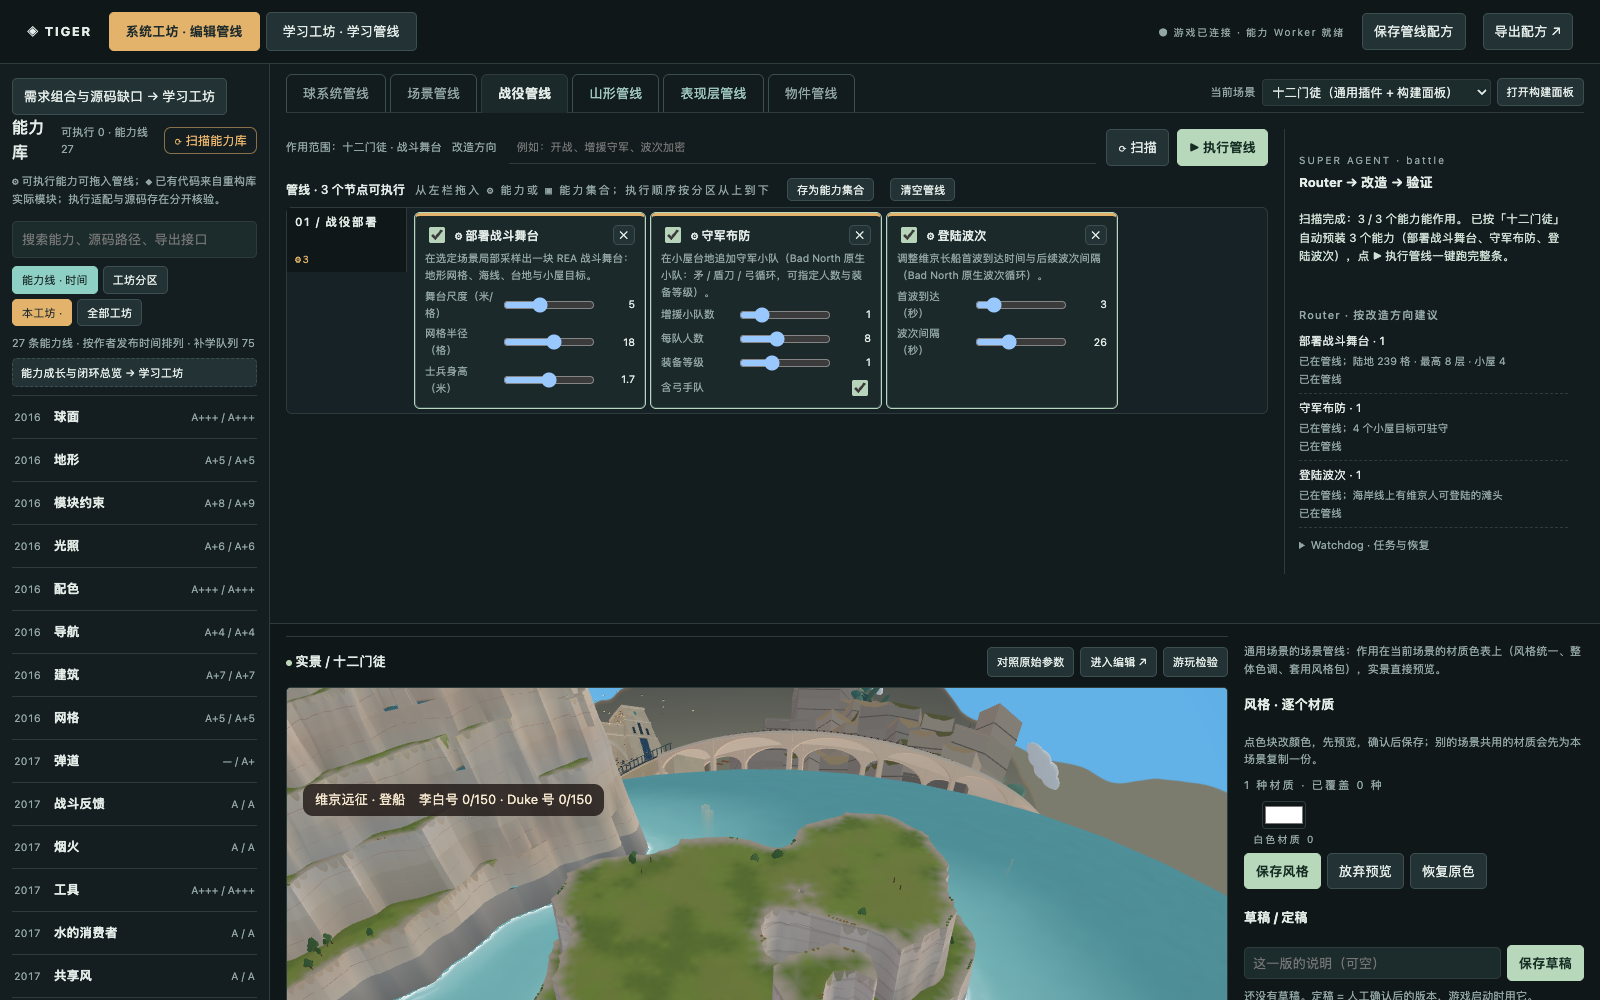 ◈ TIGER
系统工坊 · 编辑管线
学习工坊 · 学习管线
游戏已连接 · 能力 Worker 就绪
保存管线配方
导出配方 ↗
需求组合与源码缺口 → 学习工坊
能力库
可执行 0 · 能力线 27
⟳ 扫描能力库
⚙ 可执行能力可拖入管线；◆ 已有代码来自重构库
实际模块；执行适配与源码存在分开核验。
搜索能力、源码路径、导出接口
能力线 · 时间
工坊分区
本工坊 ·
全部工坊
27 条能力线 · 按作者发布时间排列 · 补学队列 75
能力成长与闭环总览 → 学习工坊
2016 球面 A+++ / A+++
2016 地形 A+5 / A+5
2016 模块约束 A+8 / A+9
2016 光照 A+6 / A+6
2016 配色 A+++ / A+++
2016 导航 A+4 / A+4
2016 建筑 A+7 / A+7
2016 网格 A+5 / A+5
2017 弹道 — / A+
2017 战斗反馈 A / A
2017 烟火 A / A
2017 工具 A+++ / A+++
2017 水的消费者 A / A
2017 共享风 A / A
球系统管线
场景管线
战役管线
山形管线
表现层管线
物件管线
当前场景
十二门徒（通用插件 + 构建面板）
打开构建面板
作用范围：十二门徒 · 战斗舞台
改造方向
例如：开战、增援守军、波次加密
⟳ 扫描
▶ 执行管线
管线 · 3 个节点可执行
从左栏拖入 ⚙ 能力或 ▣ 能力集合；执行顺序按分区从上到下
存为能力集合
清空管线
01 / 战役部署
⚙3
⚙ 部署战斗舞台
在选定场景局部采样出一块 REA 战斗舞台：
地形网格、海线、台地与小屋目标。
舞台尺度（米/格） 5
网格半径（格） 18
士兵身高（米） 1.7
⚙ 守军布防
在小屋台地追加守军小队（Bad North 原生
小队：矛 / 盾刀 / 弓循环，可指定人数与装
备等级）。
增援小队数 1
每队人数 8
装备等级 1
含弓手队
⚙ 登陆波次
调整维京长船首波到达时间与后续波次间隔
（Bad North 原生波次循环）。
首波到达（秒） 3
波次间隔（秒） 26
SUPER AGENT · battle
Router → 改造 → 验证
扫描完成：3 / 3 个能力能作用。 已按「十二门徒」
自动预装 3 个能力（部署战斗舞台、守军布防、登
陆波次），点 ▶ 执行管线一键跑完整条。
Router · 按改造方向建议
部署战斗舞台 · 1
已在管线；陆地 239 格 · 最高 8 层 · 小屋 4
已在管线
守军布防 · 1
已在管线；4 个小屋目标可驻守
已在管线
登陆波次 · 1
已在管线；海岸线上有维京人可登陆的滩头
已在管线
▶ Watchdog · 任务与恢复
实景 / 十二门徒
对照原始参数
进入编辑 ↗
游玩检验
维京远征 · 登船 李白号 0/150 · Duke 号 0/150
通用场景的场景管线：作用在当前场景的材质色表上（风格统一、整
体色调、套用风格包），实景直接预览。
风格 · 逐个材质
点色块改颜色，先预览，确认后保存；别的场景共用的材质会先为本
场景复制一份。
1 种材质 · 已覆盖 0 种
白色材质 0
保存风格
放弃预览
恢复原色
草稿 / 定稿
这一版的说明（可空）
保存草稿
还没有草稿。定稿 = 人工确认后的版本，游戏启动时用它。